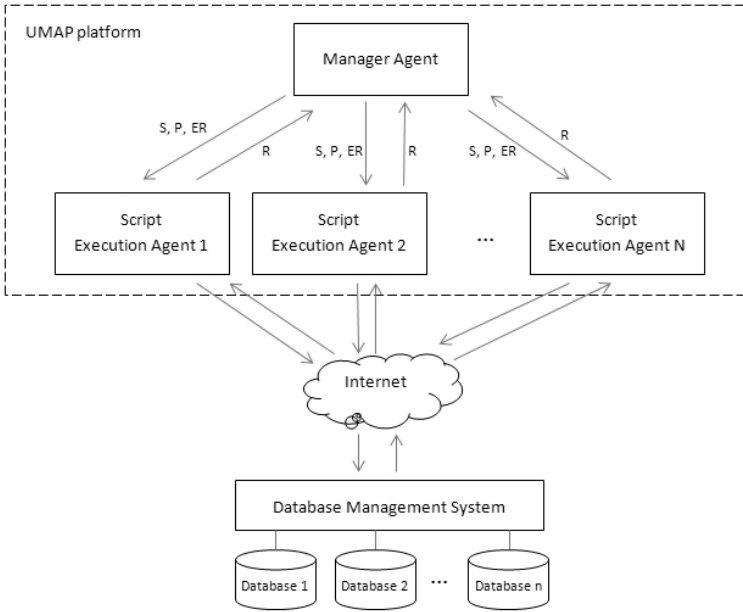 UMAP platform
Manager Agent
S, P, ER
R
S, P, ER
R
S, P, ER
R
Script
Execution Agent 1
Script
Execution Agent 2
...
Script
Execution Agent N
Internet
Database Management System
Database 1
Database 2
...
Database n